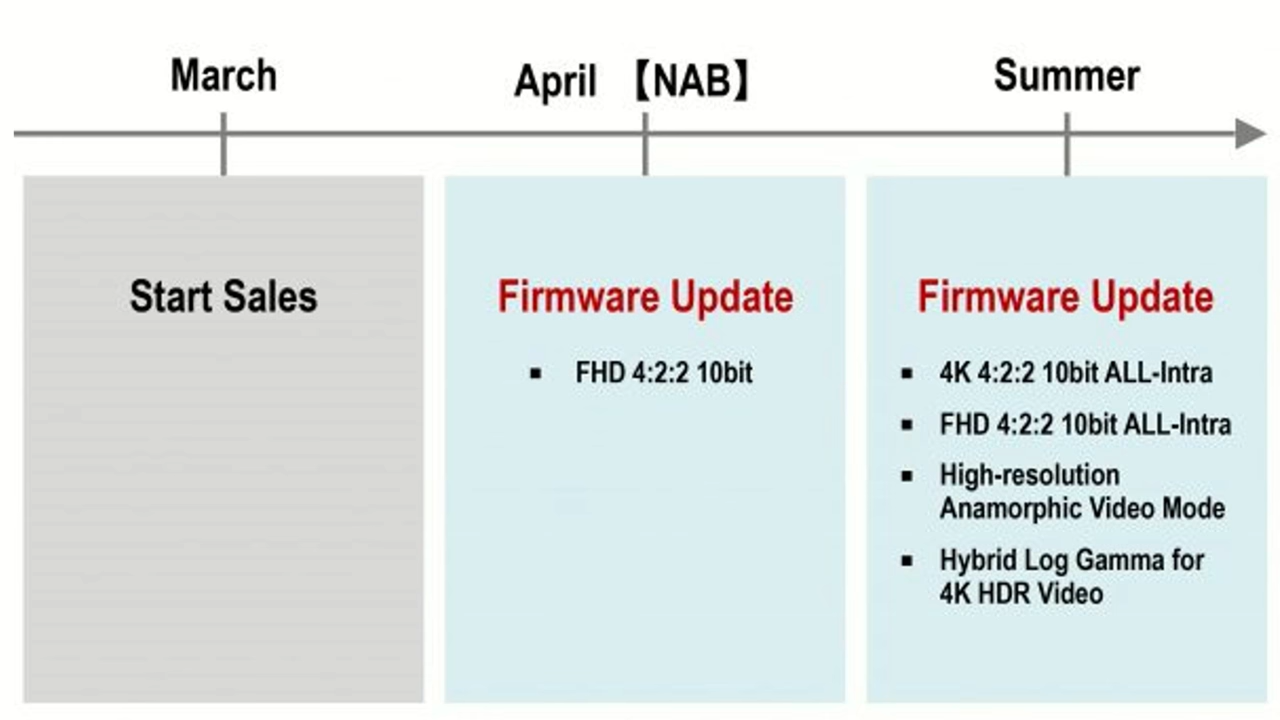 March
April 【NAB】
Summer
Start Sales
Firmware Update
▪ FHD 4:2:2 10bit
Firmware Update
▪ 4K 4:2:2 10bit ALL-Intra
▪ FHD 4:2:2 10bit ALL-Intra
▪ High-resolution
Anamorphic Video Mode
▪ Hybrid Log Gamma for
4K HDR Video